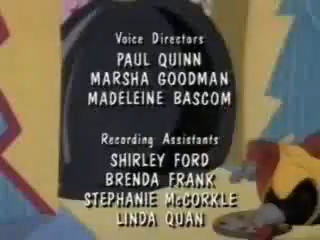 Voice Directors
PAUL QUINN
MARSHA GOODMAN
MADELEINE BASCOM
Recording Assistants
SHIRLEY FORD
BRENDA FRANK
STEPHANIE McCORKLE
LINDA QUAN